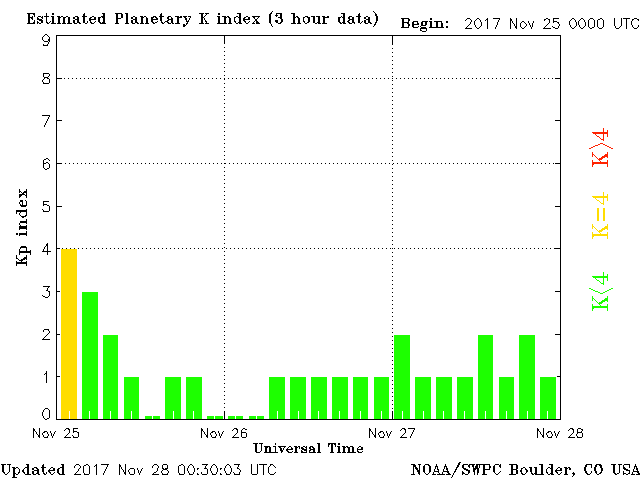 Estimated Planetary K index (3 hour data) Begin: 2017 Nov 25 0000 UTC
9
8
7
6
5
4
3
2
1
0
Kp index
K>4
K=4
K<4
Nov 25 Nov 26 Nov 27 Nov 28
Universal Time
Updated 2017 Nov 28 00:30:03 UTC NOAA/SWPC Boulder, CO USA